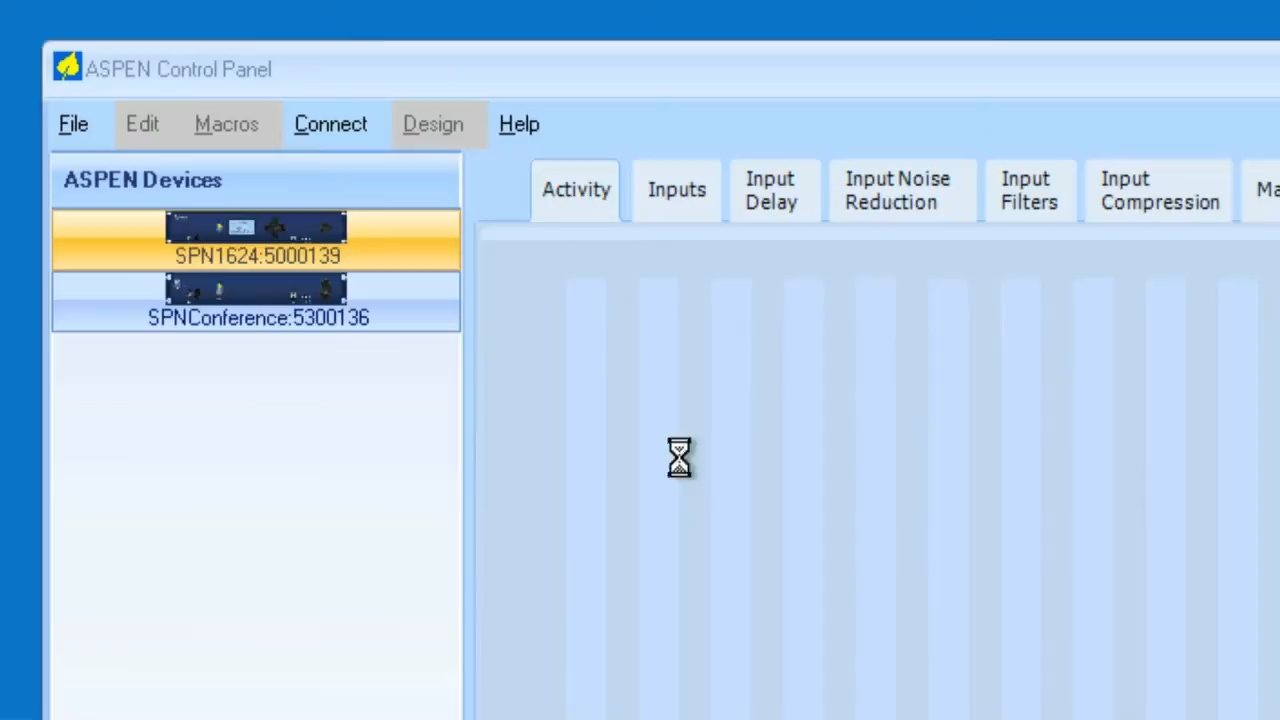 ASPEN Control Panel
File Edit Macros Connect Design Help
ASPEN Devices
SPN1624:5000139
SPNConference:5300136
Activity
Inputs
Input
Delay
Input Noise
Reduction
Input
Filters
Input
Compression